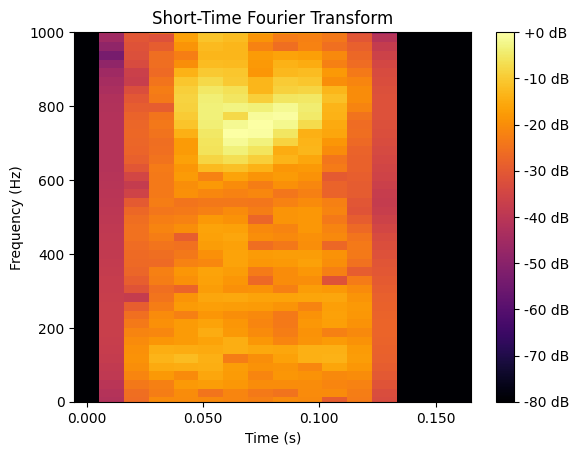 Short-Time Fourier Transform
1000
800
600
400
200
0
Frequency (Hz)
0.000
0.050
0.100
0.150
Time (s)
+0 dB
-10 dB
-20 dB
-30 dB
-40 dB
-50 dB
-60 dB
-70 dB
-80 dB